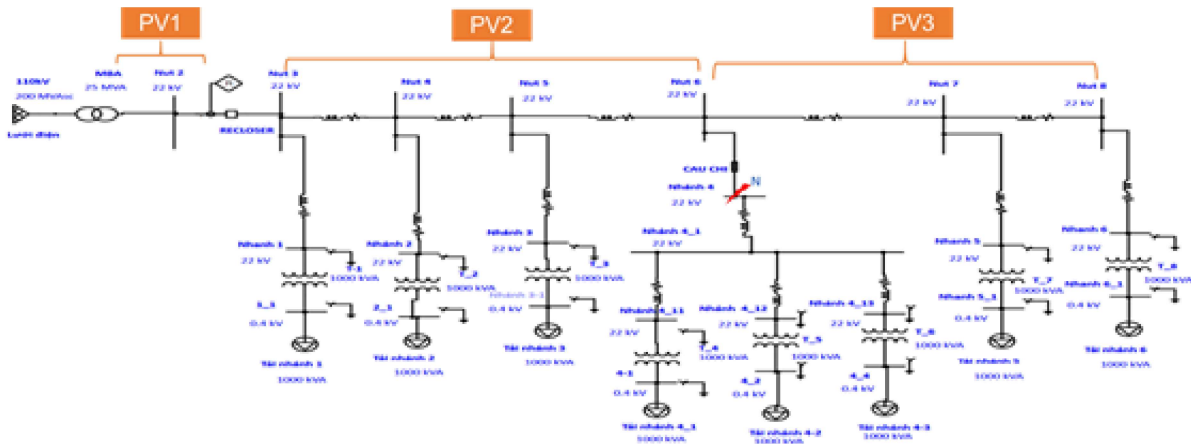 PV1
PV2
PV3
110kV
200 MVAsc
Lưới điện
MBA
25 MVA
Nut 2
22 kV
RECLOSER
Nut 3
22 kV
Nut 4
22 kV
Nut 5
22 kV
Nut 6
22 kV
Nut 7
22 kV
Nut 8
22 kV
CAU CHI
N
Nhánh 4
22 kV
Nhánh 4_1
22 kV
Nhanh 1
22 kV
T-1
1000 kVA
1_1
0.4 kV
Tải nhánh 1
1000 kVA
Nhánh 2
22 kV
T_2
1000 kVA
2_1
0.4 kV
Tải nhánh 2
1000 kVA
Nhánh 3
22 kV
T_3
1000 kVA
Nhánh 3-1
0.4 kV
Tải nhánh 3
1000 kVA
Nhánh 4_11
22 kV
T_4
1000 kVA
4-1
0.4 kV
Tải nhánh 4_1
1000 kVA
Nhánh 4_12
22 kV
T_5
1000 kVA
4_2
0.4 kV
Tải nhánh 4-2
1000 kVA
Nhánh 4_13
22 kV
T_6
1000 kVA
4_4
0.4 kV
Tải nhánh 4-3
1000 kVA
Nhanh 5
22 kV
T_7
1000 kVA
Nhanh 5_1
0.4 kV
Tải nhánh 5
1000 kVA
Nhanh 6
22 kV
T_8
1000 kVA
Nhanh 6_1
0.4 kV
Tải nhánh 6
1000 kVA